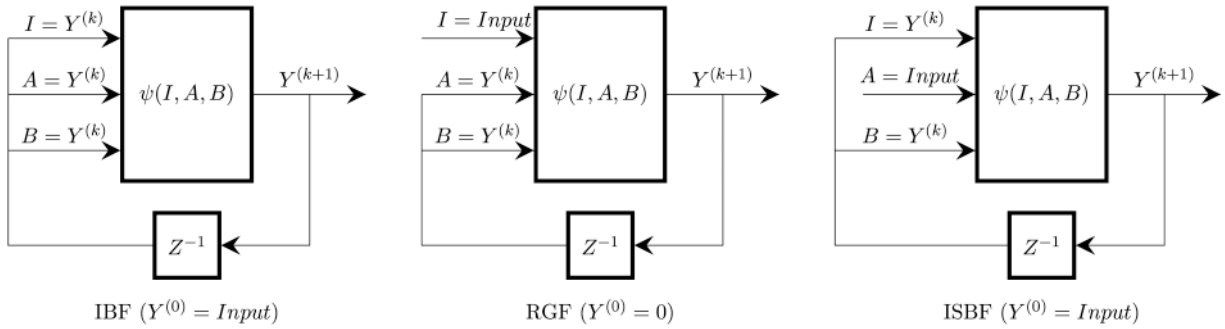 I = Y^(k)
A = Y^(k)
B = Y^(k)
ψ(I, A, B)
Y^(k+1)
Z^−1
IBF (Y^(0) = Input)
I = Input
A = Y^(k)
B = Y^(k)
ψ(I, A, B)
Y^(k+1)
Z^−1
RGF (Y^(0) = 0)
I = Y^(k)
A = Input
B = Y^(k)
ψ(I, A, B)
Y^(k+1)
Z^−1
ISBF (Y^(0) = Input)